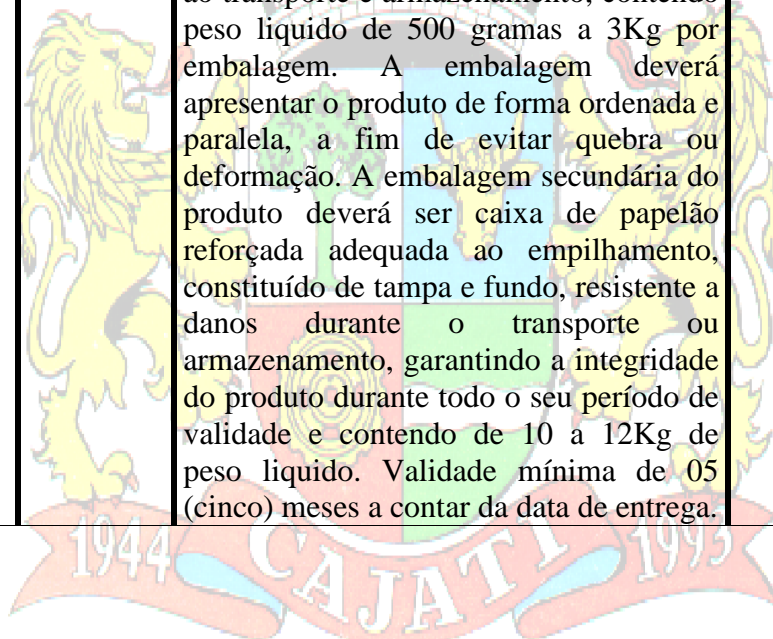 ao transporte e armazenamento, contendo
peso liquido de 500 gramas a 3Kg por
embalagem. A embalagem deverá
apresentar o produto de forma ordenada e
paralela, a fim de evitar quebra ou
deformação. A embalagem secundária do
produto deverá ser caixa de papelão
reforçada adequada ao empilhamento,
constituído de tampa e fundo, resistente a
danos durante o transporte ou
armazenamento, garantindo a integridade
do produto durante todo o seu período de
validade e contendo de 10 a 12Kg de
peso liquido. Validade mínima de 05
(cinco) meses a contar da data de entrega.
1944 CAJATI 1993